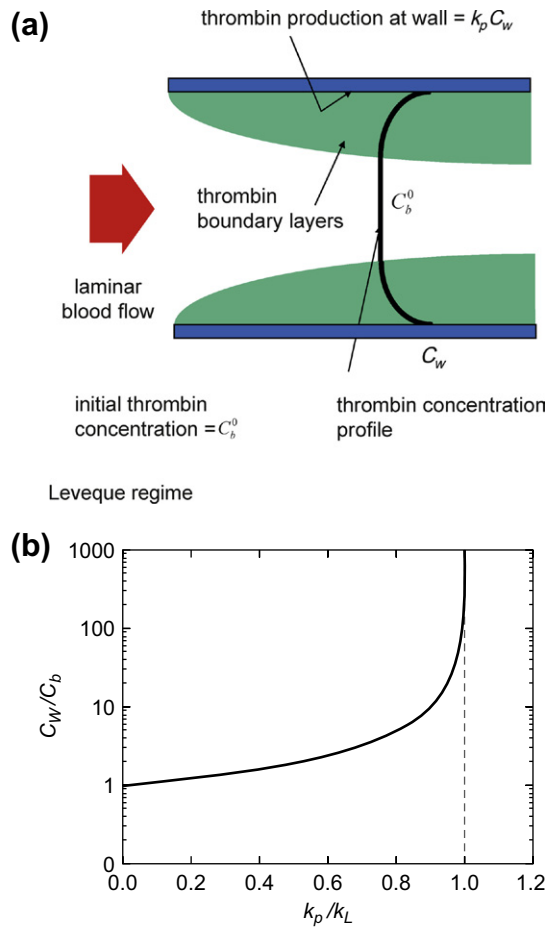 (a)
thrombin production at wall = kₚC_w
thrombin
boundary layers
C_b^0
laminar
blood flow
C_w
initial thrombin
concentration = C_b^0
thrombin concentration
profile
Leveque regime
(b)
1000
100
10
1
0
C_W/C_b
0.0 0.2 0.4 0.6 0.8 1.0 1.2
k_p/k_L